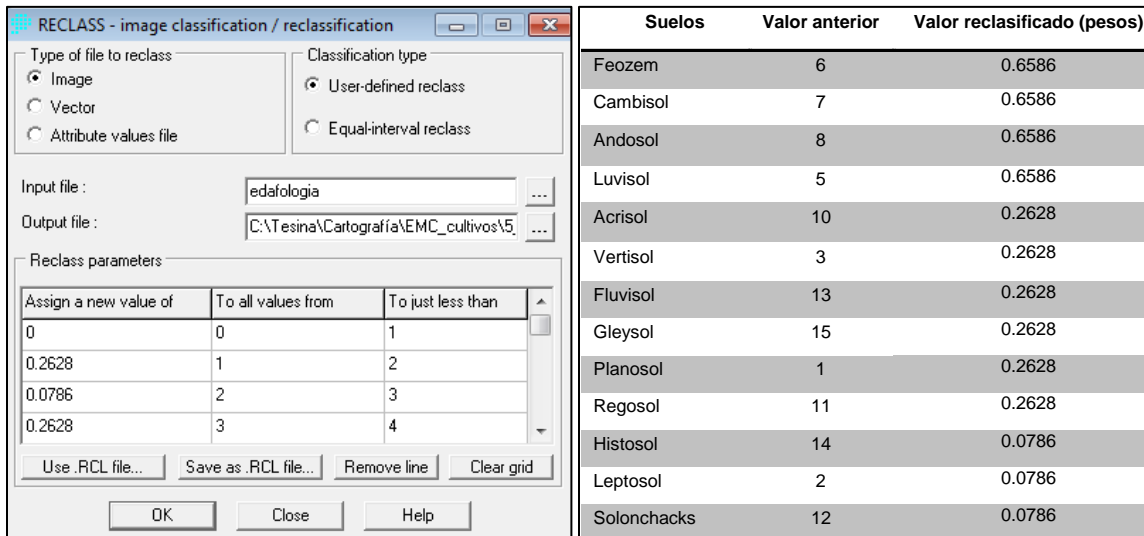 RECLASS - image classification / reclassification
Type of file to reclass
Image
Vector
Attribute values file
Classification type
User-defined reclass
Equal-interval reclass
Input file :
edafologia
...
Output file :
C:\Tesina\Cartografía\EMC_cultivos\5_
...
Reclass parameters
Assign a new value of To all values from To just less than
0 0 1
0.2628 1 2
0.0786 2 3
0.2628 3 4
Use .RCL file... Save as .RCL file... Remove line Clear grid
OK Close Help
Suelos Valor anterior Valor reclasificado (pesos)
Feozem 6 0.6586
Cambisol 7 0.6586
Andosol 8 0.6586
Luvisol 5 0.6586
Acrisol 10 0.2628
Vertisol 3 0.2628
Fluvisol 13 0.2628
Gleysol 15 0.2628
Planosol 1 0.2628
Regosol 11 0.2628
Histosol 14 0.0786
Leptosol 2 0.0786
Solonchacks 12 0.0786